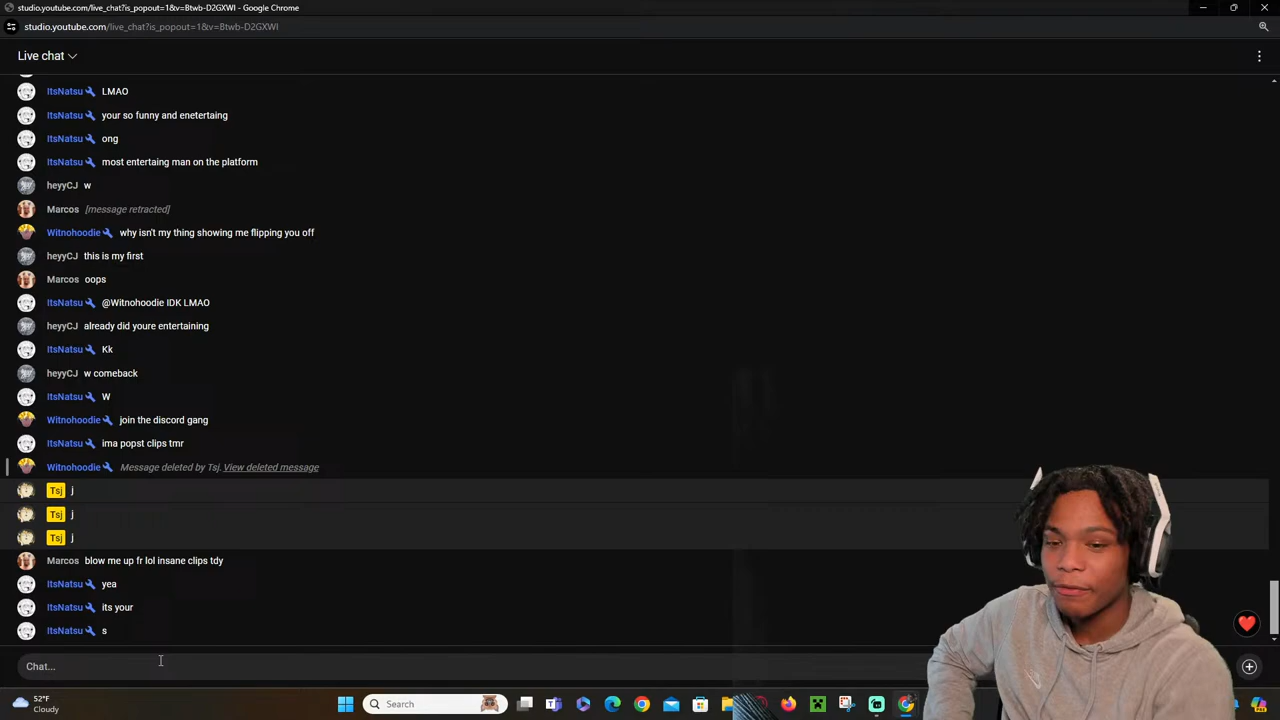 studio.youtube.com/live_chat?is_popout=1&v=Btwb-D2GXWI - Google Chrome
studio.youtube.com/live_chat?is_popout=1&v=Btwb-D2GXWI
Live chat
ItsNatsu LMAO
ItsNatsu your so funny and enetertaing
ItsNatsu ong
ItsNatsu most entertaing man on the platform
heyyCJ w
Marcos [message retracted]
Witnohoodie why isn't my thing showing me flipping you off
heyyCJ this is my first
Marcos oops
ItsNatsu @Witnohoodie IDK LMAO
heyyCJ already did youre entertaining
ItsNatsu Kk
heyyCJ w comeback
ItsNatsu W
Witnohoodie join the discord gang
ItsNatsu ima popst clips tmr
Witnohoodie Message deleted by Tsj. View deleted message
Tsj j
Tsj j
Tsj j
Marcos blow me up fr lol insane clips tdy
ItsNatsu yea
ItsNatsu its your
ItsNatsu s
Chat...
52°F
Cloudy
Search